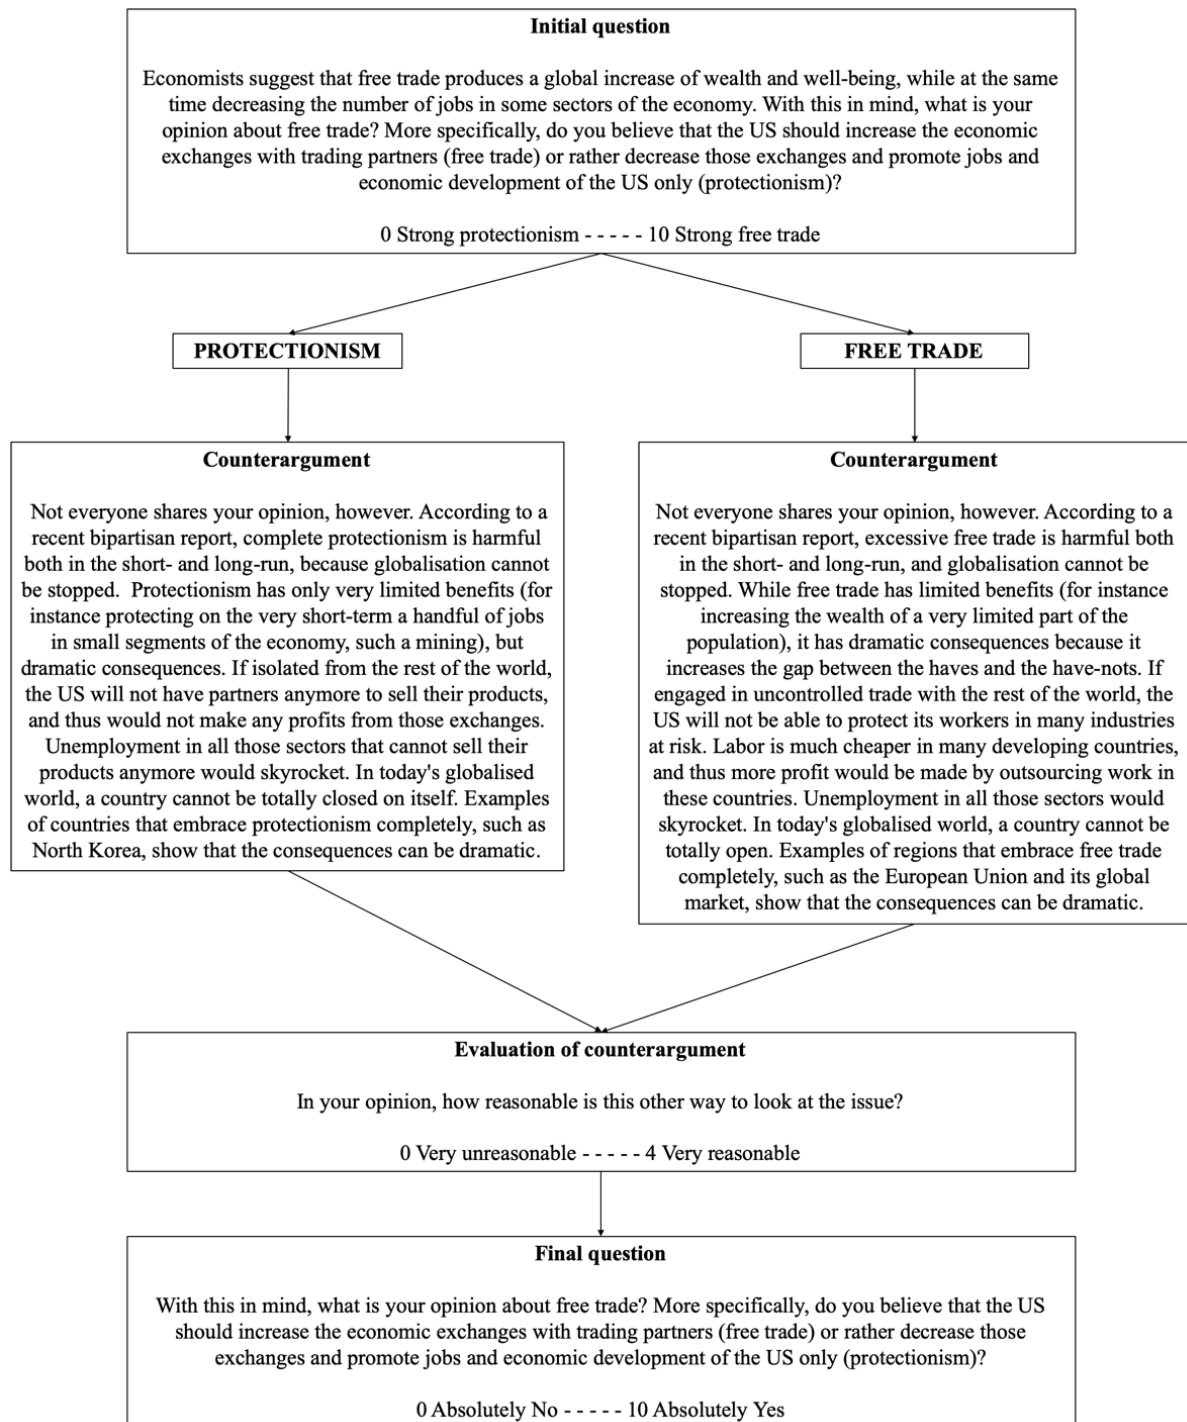 Initial question
Economists suggest that free trade produces a global increase of wealth and well-being, while at the same
time decreasing the number of jobs in some sectors of the economy. With this in mind, what is your
opinion about free trade? More specifically, do you believe that the US should increase the economic
exchanges with trading partners (free trade) or rather decrease those exchanges and promote jobs and
economic development of the US only (protectionism)?
0 Strong protectionism - - - - - 10 Strong free trade
PROTECTIONISM
FREE TRADE
Counterargument
Not everyone shares your opinion, however. According to a
recent bipartisan report, complete protectionism is harmful
both in the short- and long-run, because globalisation cannot
be stopped. Protectionism has only very limited benefits (for
instance protecting on the very short-term a handful of jobs
in small segments of the economy, such a mining), but
dramatic consequences. If isolated from the rest of the world,
the US will not have partners anymore to sell their products,
and thus would not make any profits from those exchanges.
Unemployment in all those sectors that cannot sell their
products anymore would skyrocket. In today's globalised
world, a country cannot be totally closed on itself. Examples
of countries that embrace protectionism completely, such as
North Korea, show that the consequences can be dramatic.
Counterargument
Not everyone shares your opinion, however. According to a
recent bipartisan report, excessive free trade is harmful both
in the short- and long-run, and globalisation cannot be
stopped. While free trade has limited benefits (for instance
increasing the wealth of a very limited part of the
population), it has dramatic consequences because it
increases the gap between the haves and the have-nots. If
engaged in uncontrolled trade with the rest of the world, the
US will not be able to protect its workers in many industries
at risk. Labor is much cheaper in many developing countries,
and thus more profit would be made by outsourcing work in
these countries. Unemployment in all those sectors would
skyrocket. In today's globalised world, a country cannot be
totally open. Examples of regions that embrace free trade
completely, such as the European Union and its global
market, show that the consequences can be dramatic.
Evaluation of counterargument
In your opinion, how reasonable is this other way to look at the issue?
0 Very unreasonable - - - - - 4 Very reasonable
Final question
With this in mind, what is your opinion about free trade? More specifically, do you believe that the US
should increase the economic exchanges with trading partners (free trade) or rather decrease those
exchanges and promote jobs and economic development of the US only (protectionism)?
0 Absolutely No - - - - - 10 Absolutely Yes